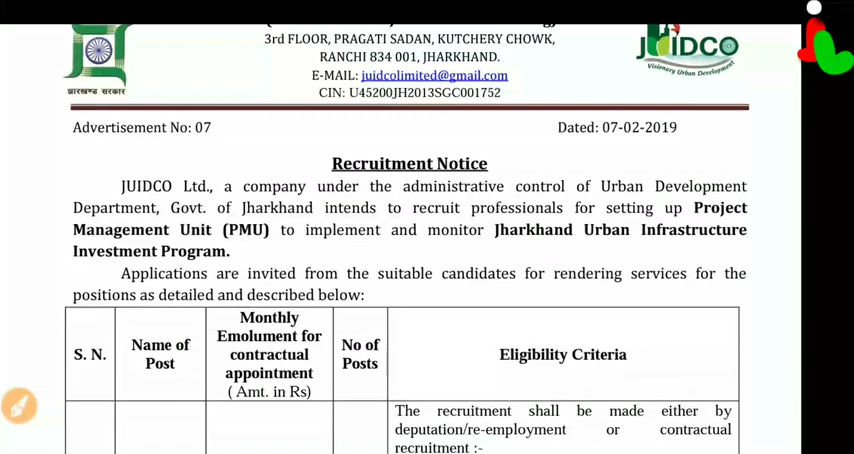 3rd FLOOR, PRAGATI SADAN, KUTCHERY CHOWK,
RANCHI 834 001, JHARKHAND.
E-MAIL: juidcolimited@gmail.com
CIN: U45200JH2013SGC001752
झारखण्ड सरकार
JUIDCO
Visionary Urban Development
Advertisement No: 07 Dated: 07-02-2019
Recruitment Notice
JUIDCO Ltd., a company under the administrative control of Urban Development
Department, Govt. of Jharkhand intends to recruit professionals for setting up Project
Management Unit (PMU) to implement and monitor Jharkhand Urban Infrastructure
Investment Program.
Applications are invited from the suitable candidates for rendering services for the
positions as detailed and described below:
S. N.
Name of
Post
Monthly
Emolument for
contractual
appointment
( Amt. in Rs)
No of
Posts
Eligibility Criteria
The recruitment shall be made either by
deputation/re-employment or contractual
recruitment :-